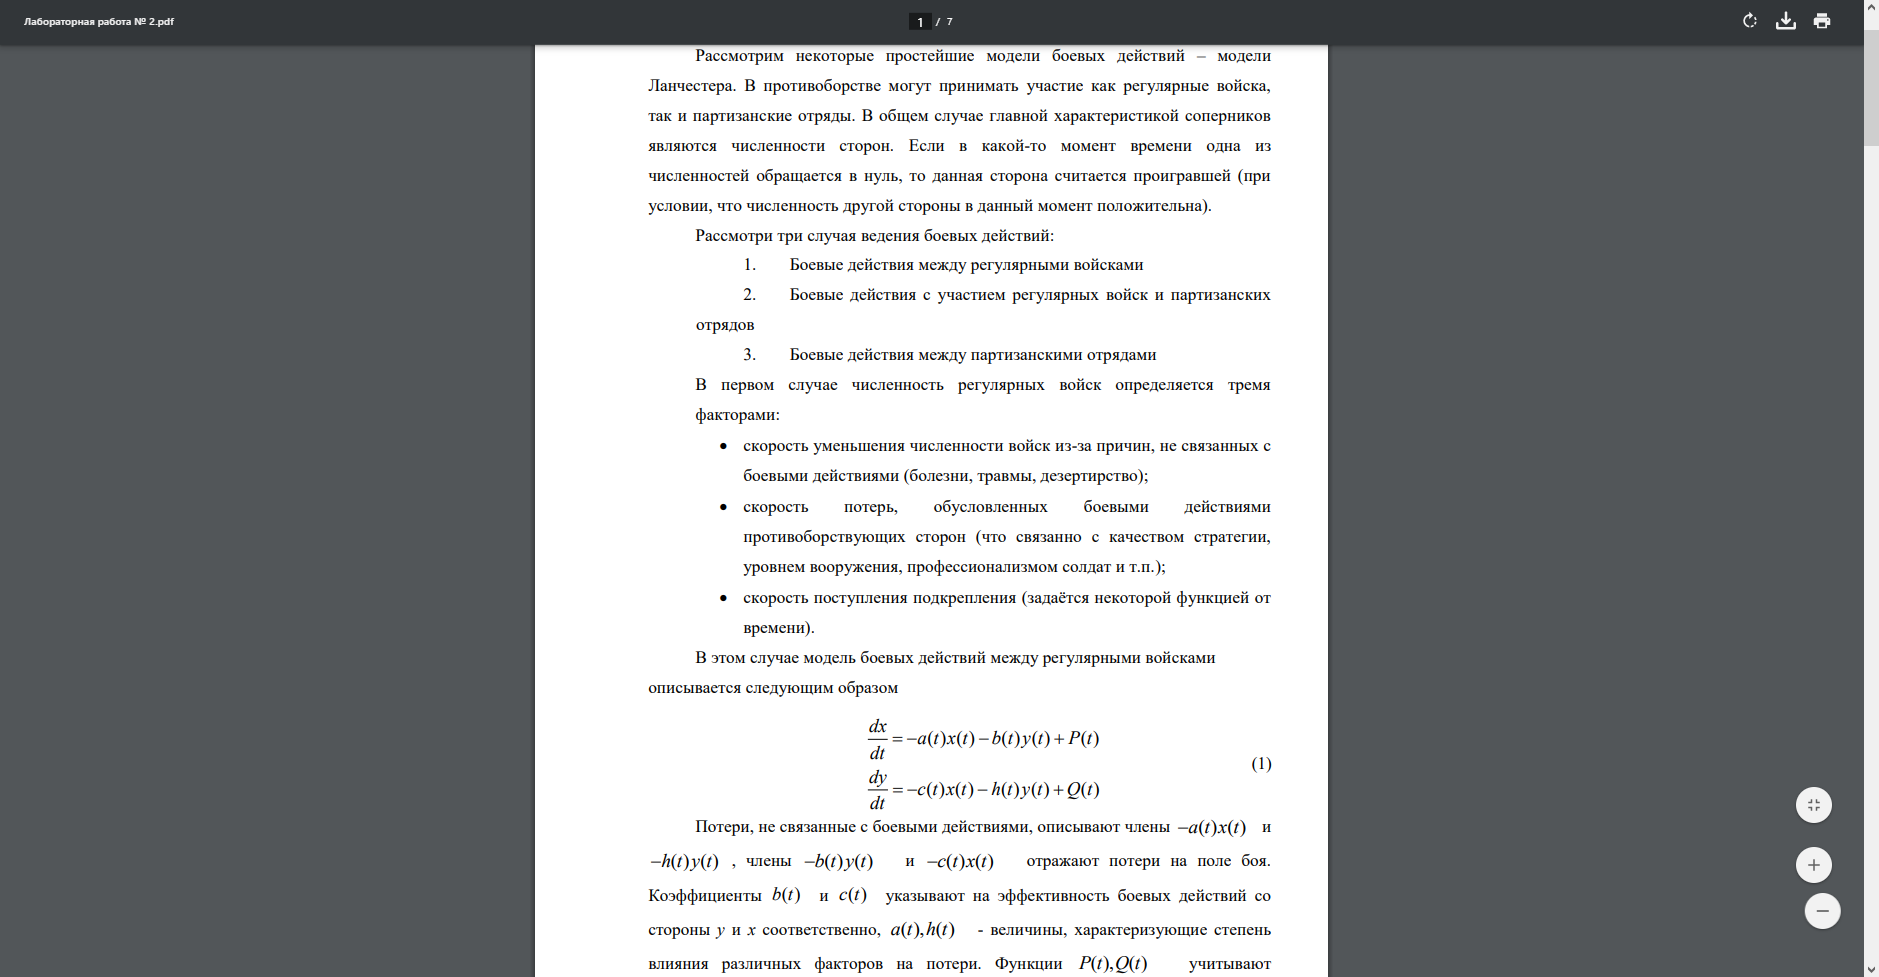 Лабораторная работа № 2.pdf
1 / 7
Рассмотрим некоторые простейшие модели боевых действий – модели
Ланчестера. В противоборстве могут принимать участие как регулярные войска,
так и партизанские отряды. В общем случае главной характеристикой соперников
являются численности сторон. Если в какой-то момент времени одна из
численностей обращается в нуль, то данная сторона считается проигравшей (при
условии, что численность другой стороны в данный момент положительна).
Рассмотри три случая ведения боевых действий:
1. Боевые действия между регулярными войсками
2. Боевые действия с участием регулярных войск и партизанских
отрядов
3. Боевые действия между партизанскими отрядами
В первом случае численность регулярных войск определяется тремя
факторами:
• скорость уменьшения численности войск из-за причин, не связанных с
боевыми действиями (болезни, травмы, дезертирство);
• скорость потерь, обусловленных боевыми действиями
противоборствующих сторон (что связанно с качеством стратегии,
уровнем вооружения, профессионализмом солдат и т.п.);
• скорость поступления подкрепления (задаётся некоторой функцией от
времени).
В этом случае модель боевых действий между регулярными войсками
описывается следующим образом
dx/dt = −a(t)x(t) − b(t)y(t) + P(t)
(1)
dy/dt = −c(t)x(t) − h(t)y(t) + Q(t)
Потери, не связанные с боевыми действиями, описывают члены −a(t)x(t) и
−h(t)y(t) , члены −b(t)y(t) и −c(t)x(t) отражают потери на поле боя.
Коэффициенты b(t) и c(t) указывают на эффективность боевых действий со
стороны y и x соответственно, a(t),h(t) - величины, характеризующие степень
влияния различных факторов на потери. Функции P(t),Q(t) учитывают